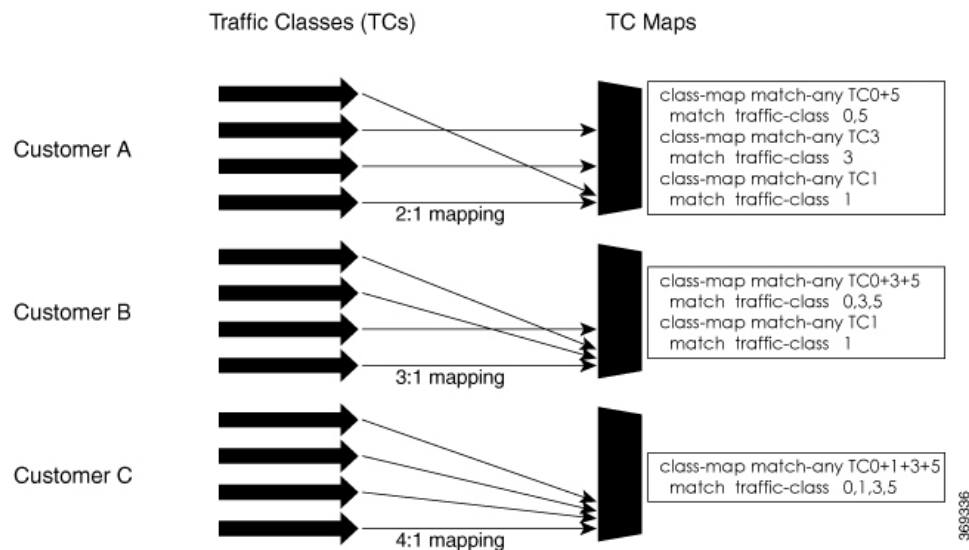 Traffic Classes (TCs)
TC Maps
Customer A
2:1 mapping
class-map match-any TC0+5
match traffic-class 0,5
class-map match-any TC3
match traffic-class 3
class-map match-any TC1
match traffic-class 1
Customer B
3:1 mapping
class-map match-any TC0+3+5
match traffic-class 0,3,5
class-map match-any TC1
match traffic-class 1
Customer C
4:1 mapping
class-map match-any TC0+1+3+5
match traffic-class 0,1,3,5
369336